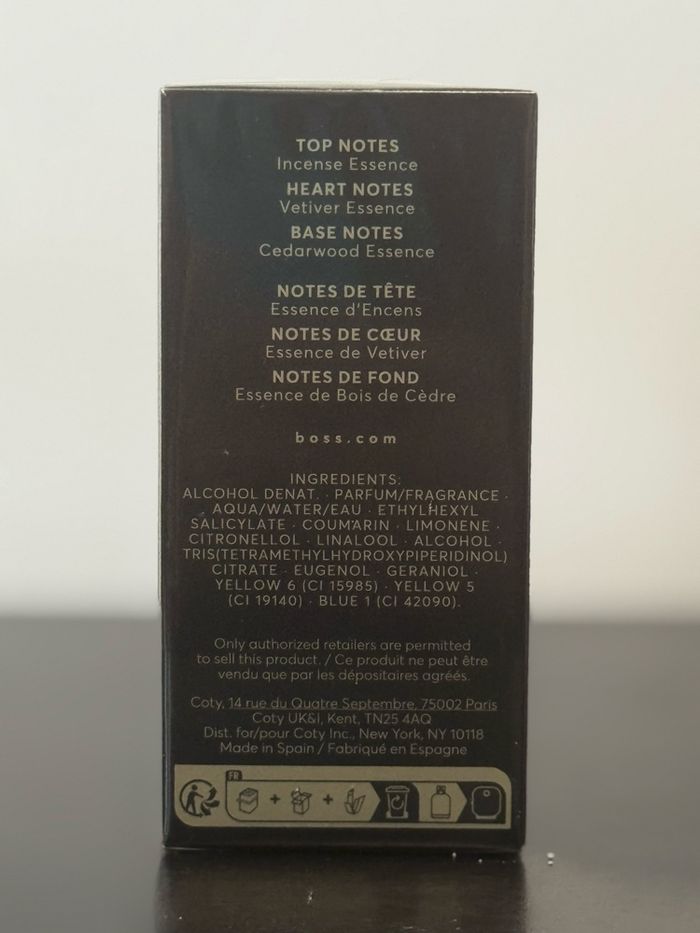 TOP NOTES
Incense Essence
HEART NOTES
Vetiver Essence
BASE NOTES
Cedarwood Essence
NOTES DE TÊTE
Essence d'Encens
NOTES DE CŒUR
Essence de Vetiver
NOTES DE FOND
Essence de Bois de Cèdre
boss.com
INGREDIENTS:
ALCOHOL DENAT. · PARFUM/FRAGRANCE ·
AQUA/WATER/EAU · ETHYLHEXYL
SALICYLATE · COUMARIN · LIMONENE ·
CITRONELLOL · LINALOOL · ALCOHOL ·
TRIS(TETRAMETHYLHYDROXYPIPERIDINOL)
CITRATE · EUGENOL · GERANIOL ·
YELLOW 6 (CI 15985) · YELLOW 5
(CI 19140) · BLUE 1 (CI 42090).
Only authorized retailers are permitted
to sell this product. / Ce produit ne peut être
vendu que par les dépositaires agréés.
Coty, 14 rue du Quatre Septembre, 75002 Paris
Coty UK&I, Kent, TN25 4AQ
Dist. for/pour Coty Inc., New York, NY 10118
Made in Spain / Fabriqué en Espagne
FR
+ +